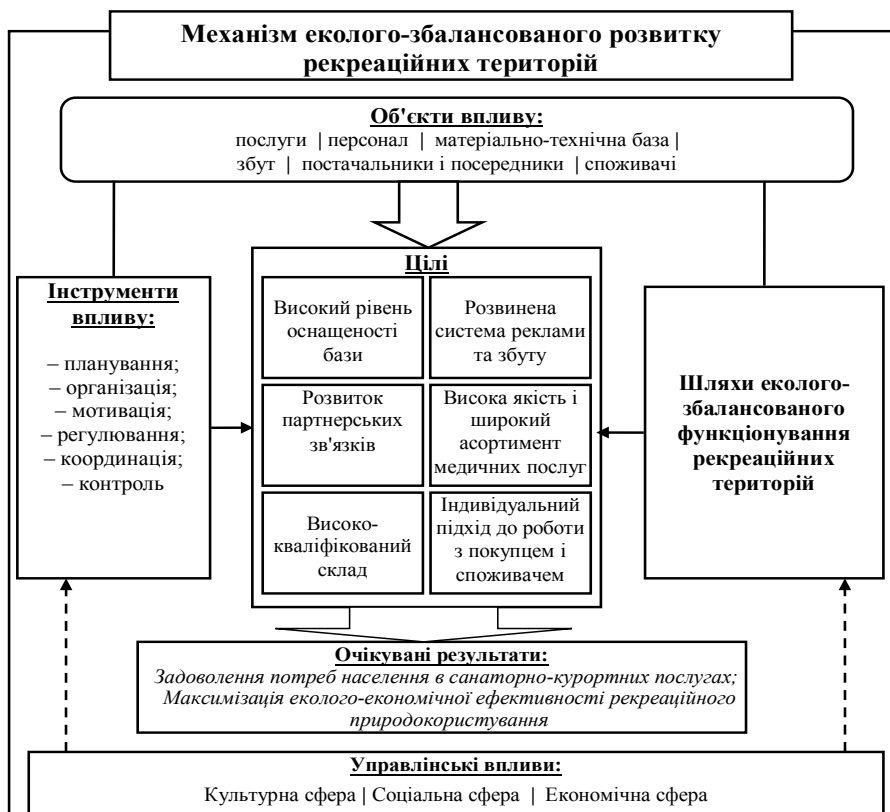 Механізм еколого-збалансованого розвитку
рекреаційних територій
Об'єкти впливу:
послуги | персонал | матеріально-технічна база |
збут | постачальники і посередники | споживачі
Інструменти
впливу:
– планування;
– організація;
– мотивація;
– регулювання;
– координація;
– контроль
Цілі
Високий рівень
оснащеності
бази
Розвинена
система реклами
та збуту
Розвиток
партнерських
зв'язків
Висока якість і
широкий
асортимент
медичних послуг
Високо-
кваліфікований
склад
Індивідуальний
підхід до роботи
з покупцем і
споживачем
Шляхи еколого-
збалансованого
функціонування
рекреаційних
територій
Очікувані результати:
Задоволення потреб населення в санаторно-курортних послугах;
Максимізація еколого-економічної ефективності рекреаційного
природокористування
Управлінські впливи:
Культурна сфера | Соціальна сфера | Економічна сфера